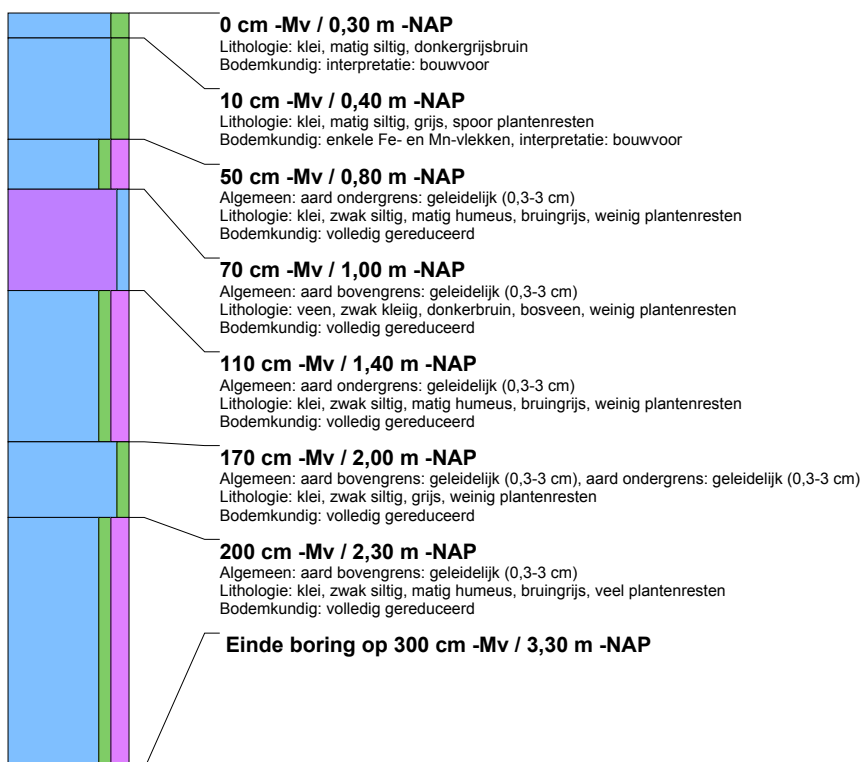 0 cm -Mv / 0,30 m -NAP
Lithologie: klei, matig siltig, donkergrijsbruin
Bodemkundig: interpretatie: bouwvoor
10 cm -Mv / 0,40 m -NAP
Lithologie: klei, matig siltig, grijs, spoor plantenresten
Bodemkundig: enkele Fe- en Mn-vlekken, interpretatie: bouwvoor
50 cm -Mv / 0,80 m -NAP
Algemeen: aard ondergrens: geleidelijk (0,3-3 cm)
Lithologie: klei, zwak siltig, matig humeus, bruingrijs, weinig plantenresten
Bodemkundig: volledig gereduceerd
70 cm -Mv / 1,00 m -NAP
Algemeen: aard bovengrens: geleidelijk (0,3-3 cm)
Lithologie: veen, zwak kleiig, donkerbruin, bosveen, weinig plantenresten
Bodemkundig: volledig gereduceerd
110 cm -Mv / 1,40 m -NAP
Algemeen: aard ondergrens: geleidelijk (0,3-3 cm)
Lithologie: klei, zwak siltig, matig humeus, bruingrijs, weinig plantenresten
Bodemkundig: volledig gereduceerd
170 cm -Mv / 2,00 m -NAP
Algemeen: aard bovengrens: geleidelijk (0,3-3 cm), aard ondergrens: geleidelijk (0,3-3 cm)
Lithologie: klei, zwak siltig, grijs, weinig plantenresten
Bodemkundig: volledig gereduceerd
200 cm -Mv / 2,30 m -NAP
Algemeen: aard bovengrens: geleidelijk (0,3-3 cm)
Lithologie: klei, zwak siltig, matig humeus, bruingrijs, veel plantenresten
Bodemkundig: volledig gereduceerd
Einde boring op 300 cm -Mv / 3,30 m -NAP